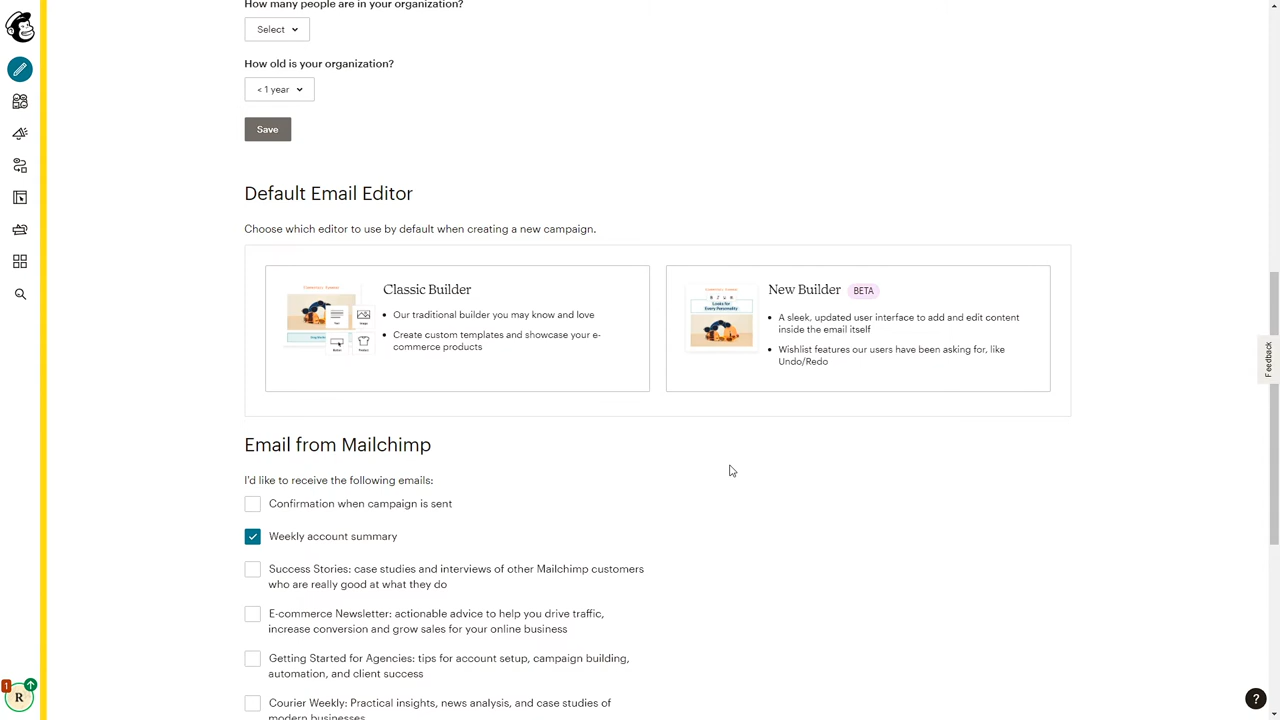 How many people are in your organization?
Select
How old is your organization?
< 1 year
Save
Default Email Editor
Choose which editor to use by default when creating a new campaign.
Classic Builder
• Our traditional builder you may know and love
• Create custom templates and showcase your e-
commerce products
New Builder BETA
• A sleek, updated user interface to add and edit content
inside the email itself
• Wishlist features our users have been asking for, like
Undo/Redo
Email from Mailchimp
I'd like to receive the following emails:
Confirmation when campaign is sent
Weekly account summary
Success Stories: case studies and interviews of other Mailchimp customers
who are really good at what they do
E-commerce Newsletter: actionable advice to help you drive traffic,
increase conversion and grow sales for your online business
Getting Started for Agencies: tips for account setup, campaign building,
automation, and client success
Courier Weekly: Practical insights, news analysis, and case studies of
modern businesses
Feedback
1
R
?